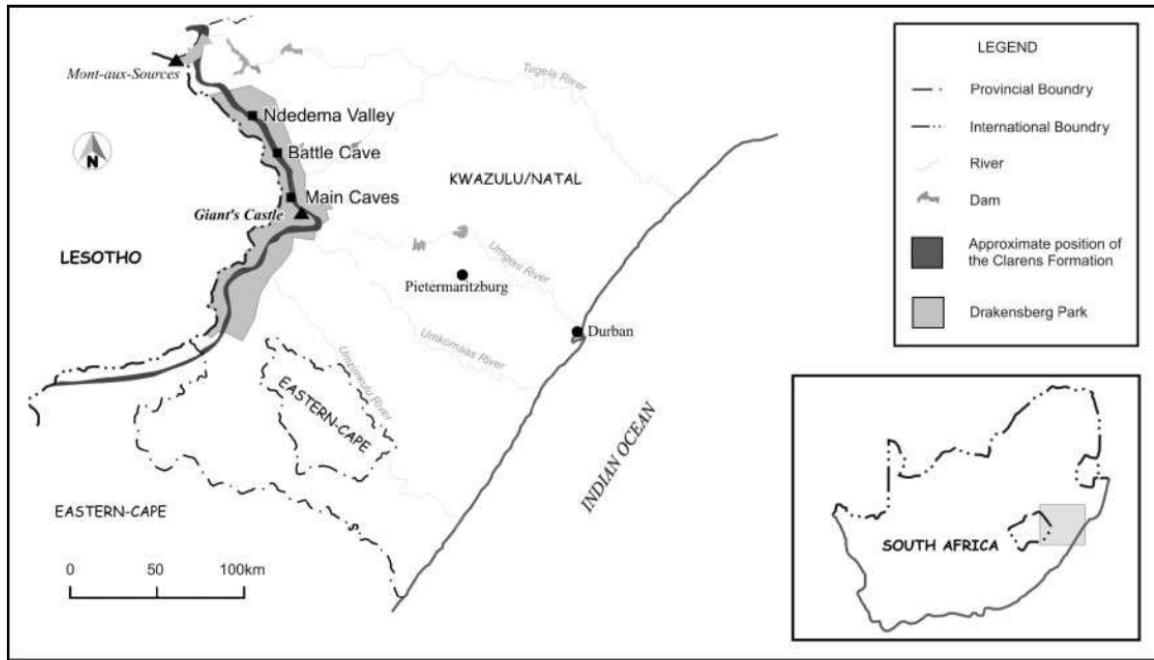 Mont-aux-Sources
Tugela River
Ndedema Valley
Battle Cave
N
KWAZULU/NATAL
Main Caves
Giant's Castle
LESOTHO
Umgeni River
Pietermaritzburg
Durban
Umkomaas River
Umzimkulu River
EASTERN-CAPE
INDIAN OCEAN
EASTERN-CAPE
0 50 100km
LEGEND
Provincial Boundry
International Boundry
River
Dam
Approximate position of
the Clarens Formation
Drakensberg Park
SOUTH AFRICA